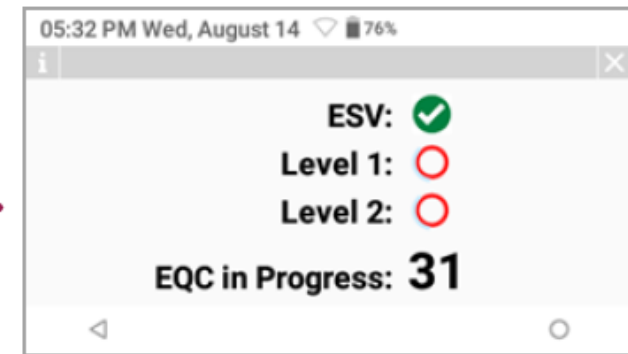 05:32 PM Wed, August 14 76%
i
ESV:
Level 1:
Level 2:
EQC in Progress: 31